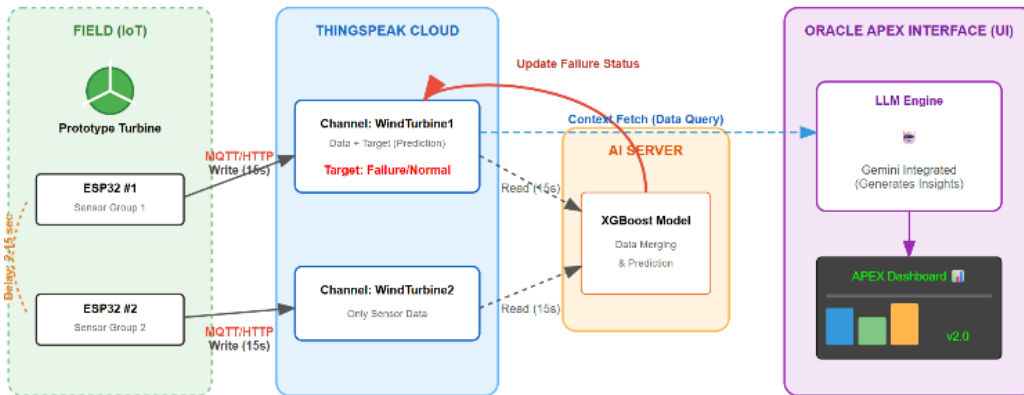 FIELD (IoT)
Prototype Turbine
ESP32 #1
Sensor Group 1
Delay: 2-15 sec
ESP32 #2
Sensor Group 2
MQTT/HTTP
Write (15s)
MQTT/HTTP
Write (15s)
THINGSPEAK CLOUD
Channel: WindTurbine1
Data + Target (Prediction)
Target: Failure/Normal
Channel: WindTurbine2
Only Sensor Data
Update Failure Status
Context Fetch (Data Query)
Read (15s)
Read (15s)
AI SERVER
XGBoost Model
Data Merging
& Prediction
ORACLE APEX INTERFACE (UI)
LLM Engine
Gemini Integrated
(Generates Insights)
APEX Dashboard
v2.0